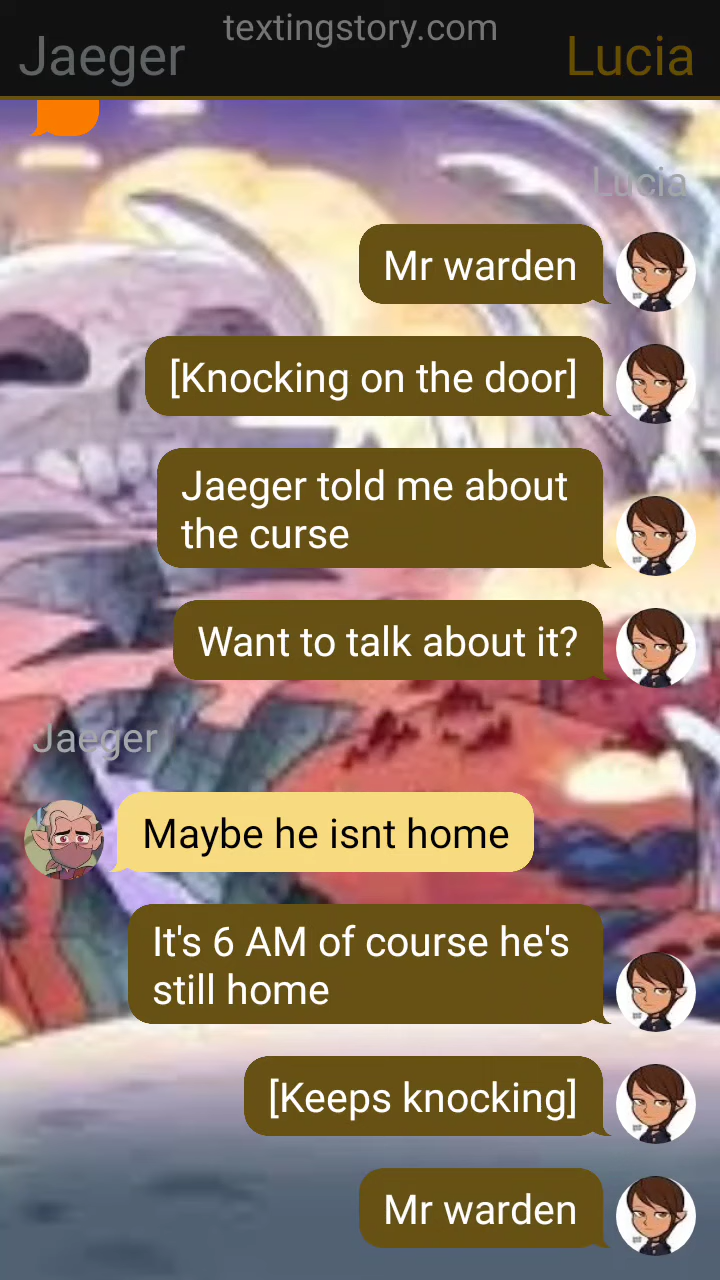 textingstory.com
Jaeger
Lucia
Lucia
Mr warden
[Knocking on the door]
Jaeger told me about
the curse
Want to talk about it?
Jaeger
Maybe he isnt home
It's 6 AM of course he's
still home
[Keeps knocking]
Mr warden